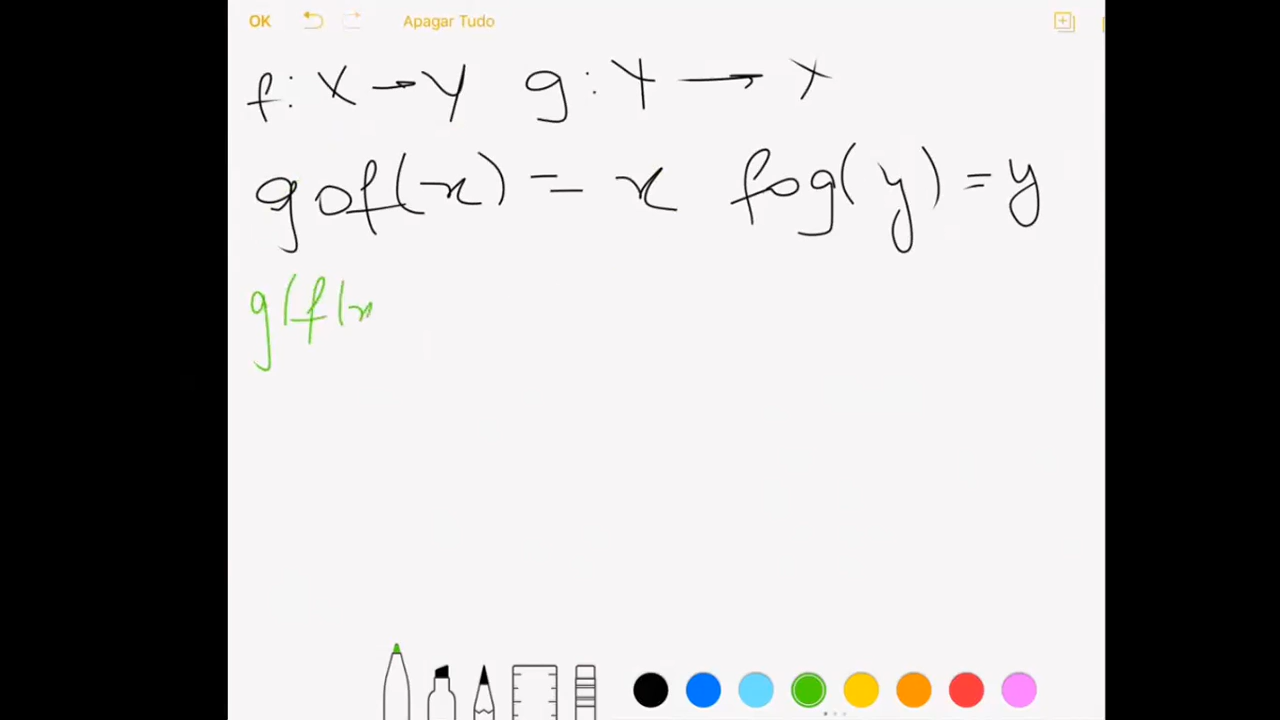 OK Apagar Tudo
f: X → Y g: Y → X
gof(x) = x fog(y) = y
g(f(x